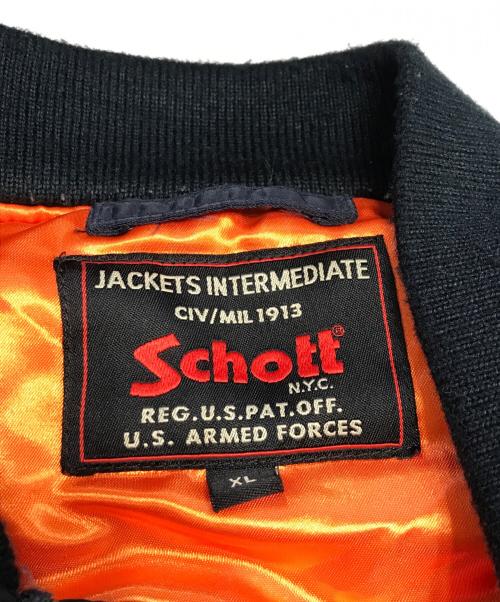 JACKETS INTERMEDIATE
CIV/MIL 1913
Schott®
N.Y.C.
REG.U.S.PAT.OFF.
U.S. ARMED FORCES
XL